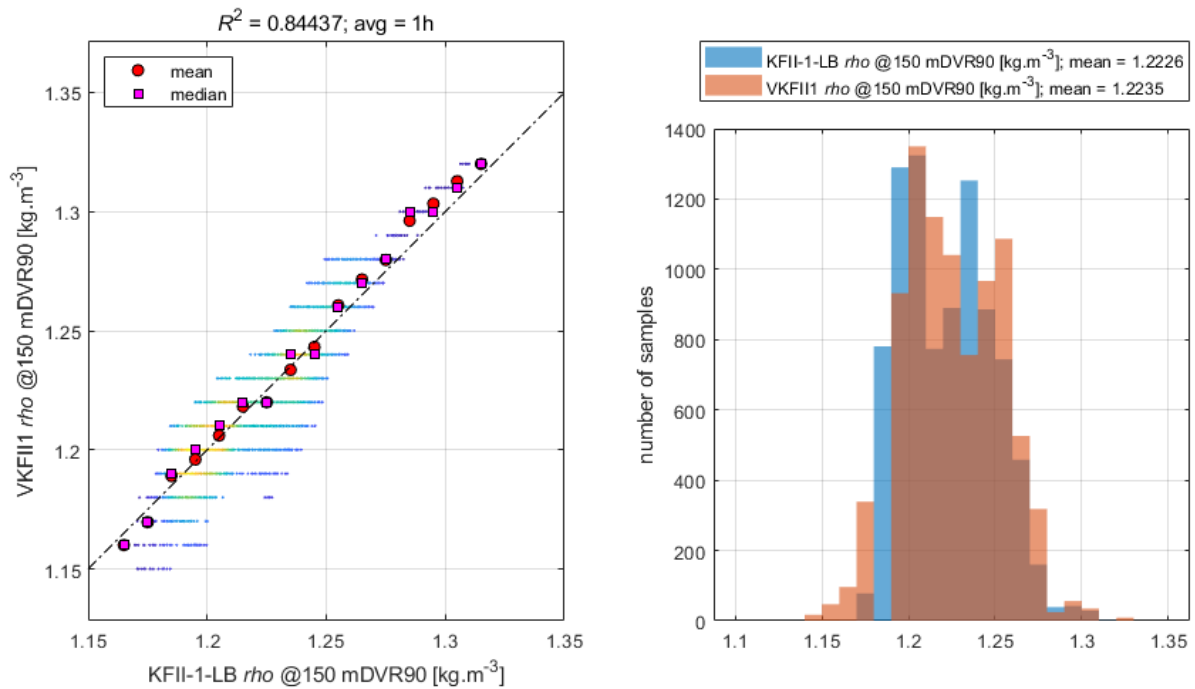 R² = 0.84437; avg = 1h
mean
median
1.35
1.3
1.25
1.2
1.15
VKFII1 rho @150 mDVR90 [kg.m⁻³]
1.15 1.2 1.25 1.3 1.35
KFII-1-LB rho @150 mDVR90 [kg.m⁻³]
KFII-1-LB rho @150 mDVR90 [kg.m⁻³]; mean = 1.2226
VKFII1 rho @150 mDVR90 [kg.m⁻³]; mean = 1.2235
1400
1200
1000
800
600
400
200
0
number of samples
1.1 1.15 1.2 1.25 1.3 1.35